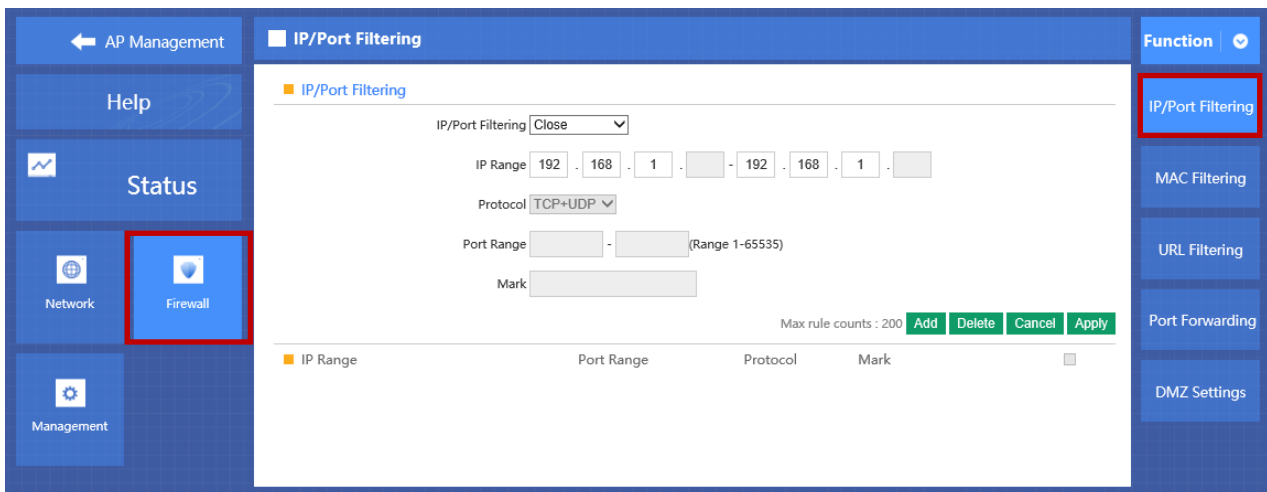 AP Management
Help
Status
Network
Firewall
Management
IP/Port Filtering
IP/Port Filtering
IP/Port Filtering Close
IP Range 192 . 168 . 1 . - 192 . 168 . 1 .
Protocol TCP+UDP
Port Range - (Range 1-65535)
Mark
Max rule counts : 200 Add Delete Cancel Apply
IP Range Port Range Protocol Mark
Function
IP/Port Filtering
MAC Filtering
URL Filtering
Port Forwarding
DMZ Settings